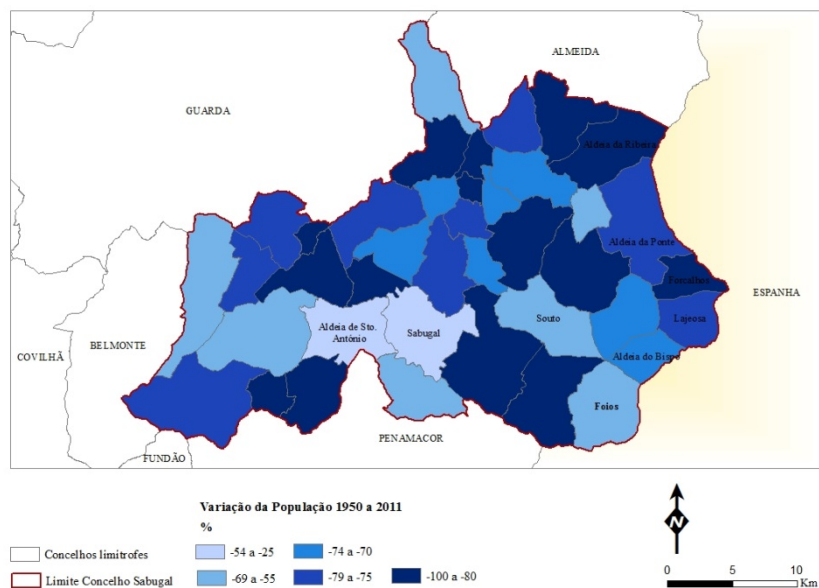 ALMEIDA
GUARDA
Aldeia da Ribeira
Aldeia da Ponte
Forcalhos
ESPANHA
Lajeosa
Souto
Aldeia de Sto.
António
Sabugal
BELMONTE
COVILHÃ
Aldeia do Bispo
Foios
PENAMACOR
FUNDÃO
Variação da População 1950 a 2011
%
Concelhos limitrofes
-54 a -25
-74 a -70
Limite Concelho Sabugal
-69 a -55
-79 a -75
-100 a -80
N
0 5 10
Km